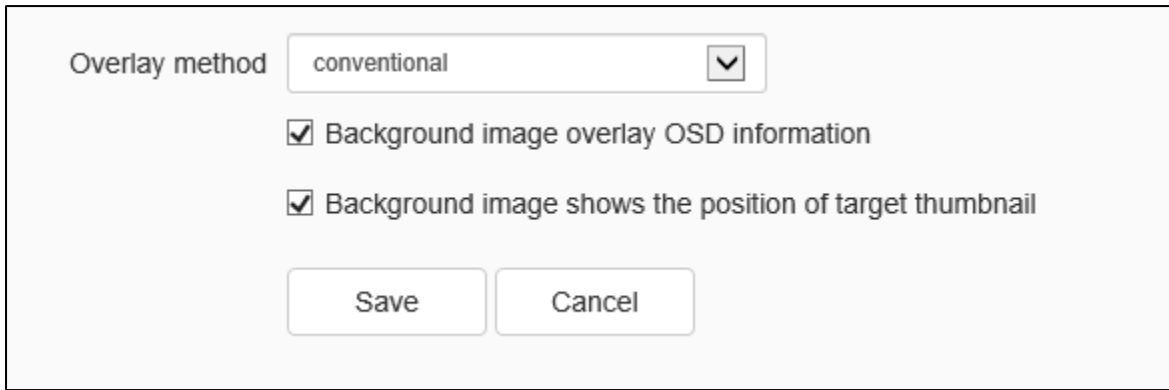 Overlay method conventional
Background image overlay OSD information
Background image shows the position of target thumbnail
Save Cancel